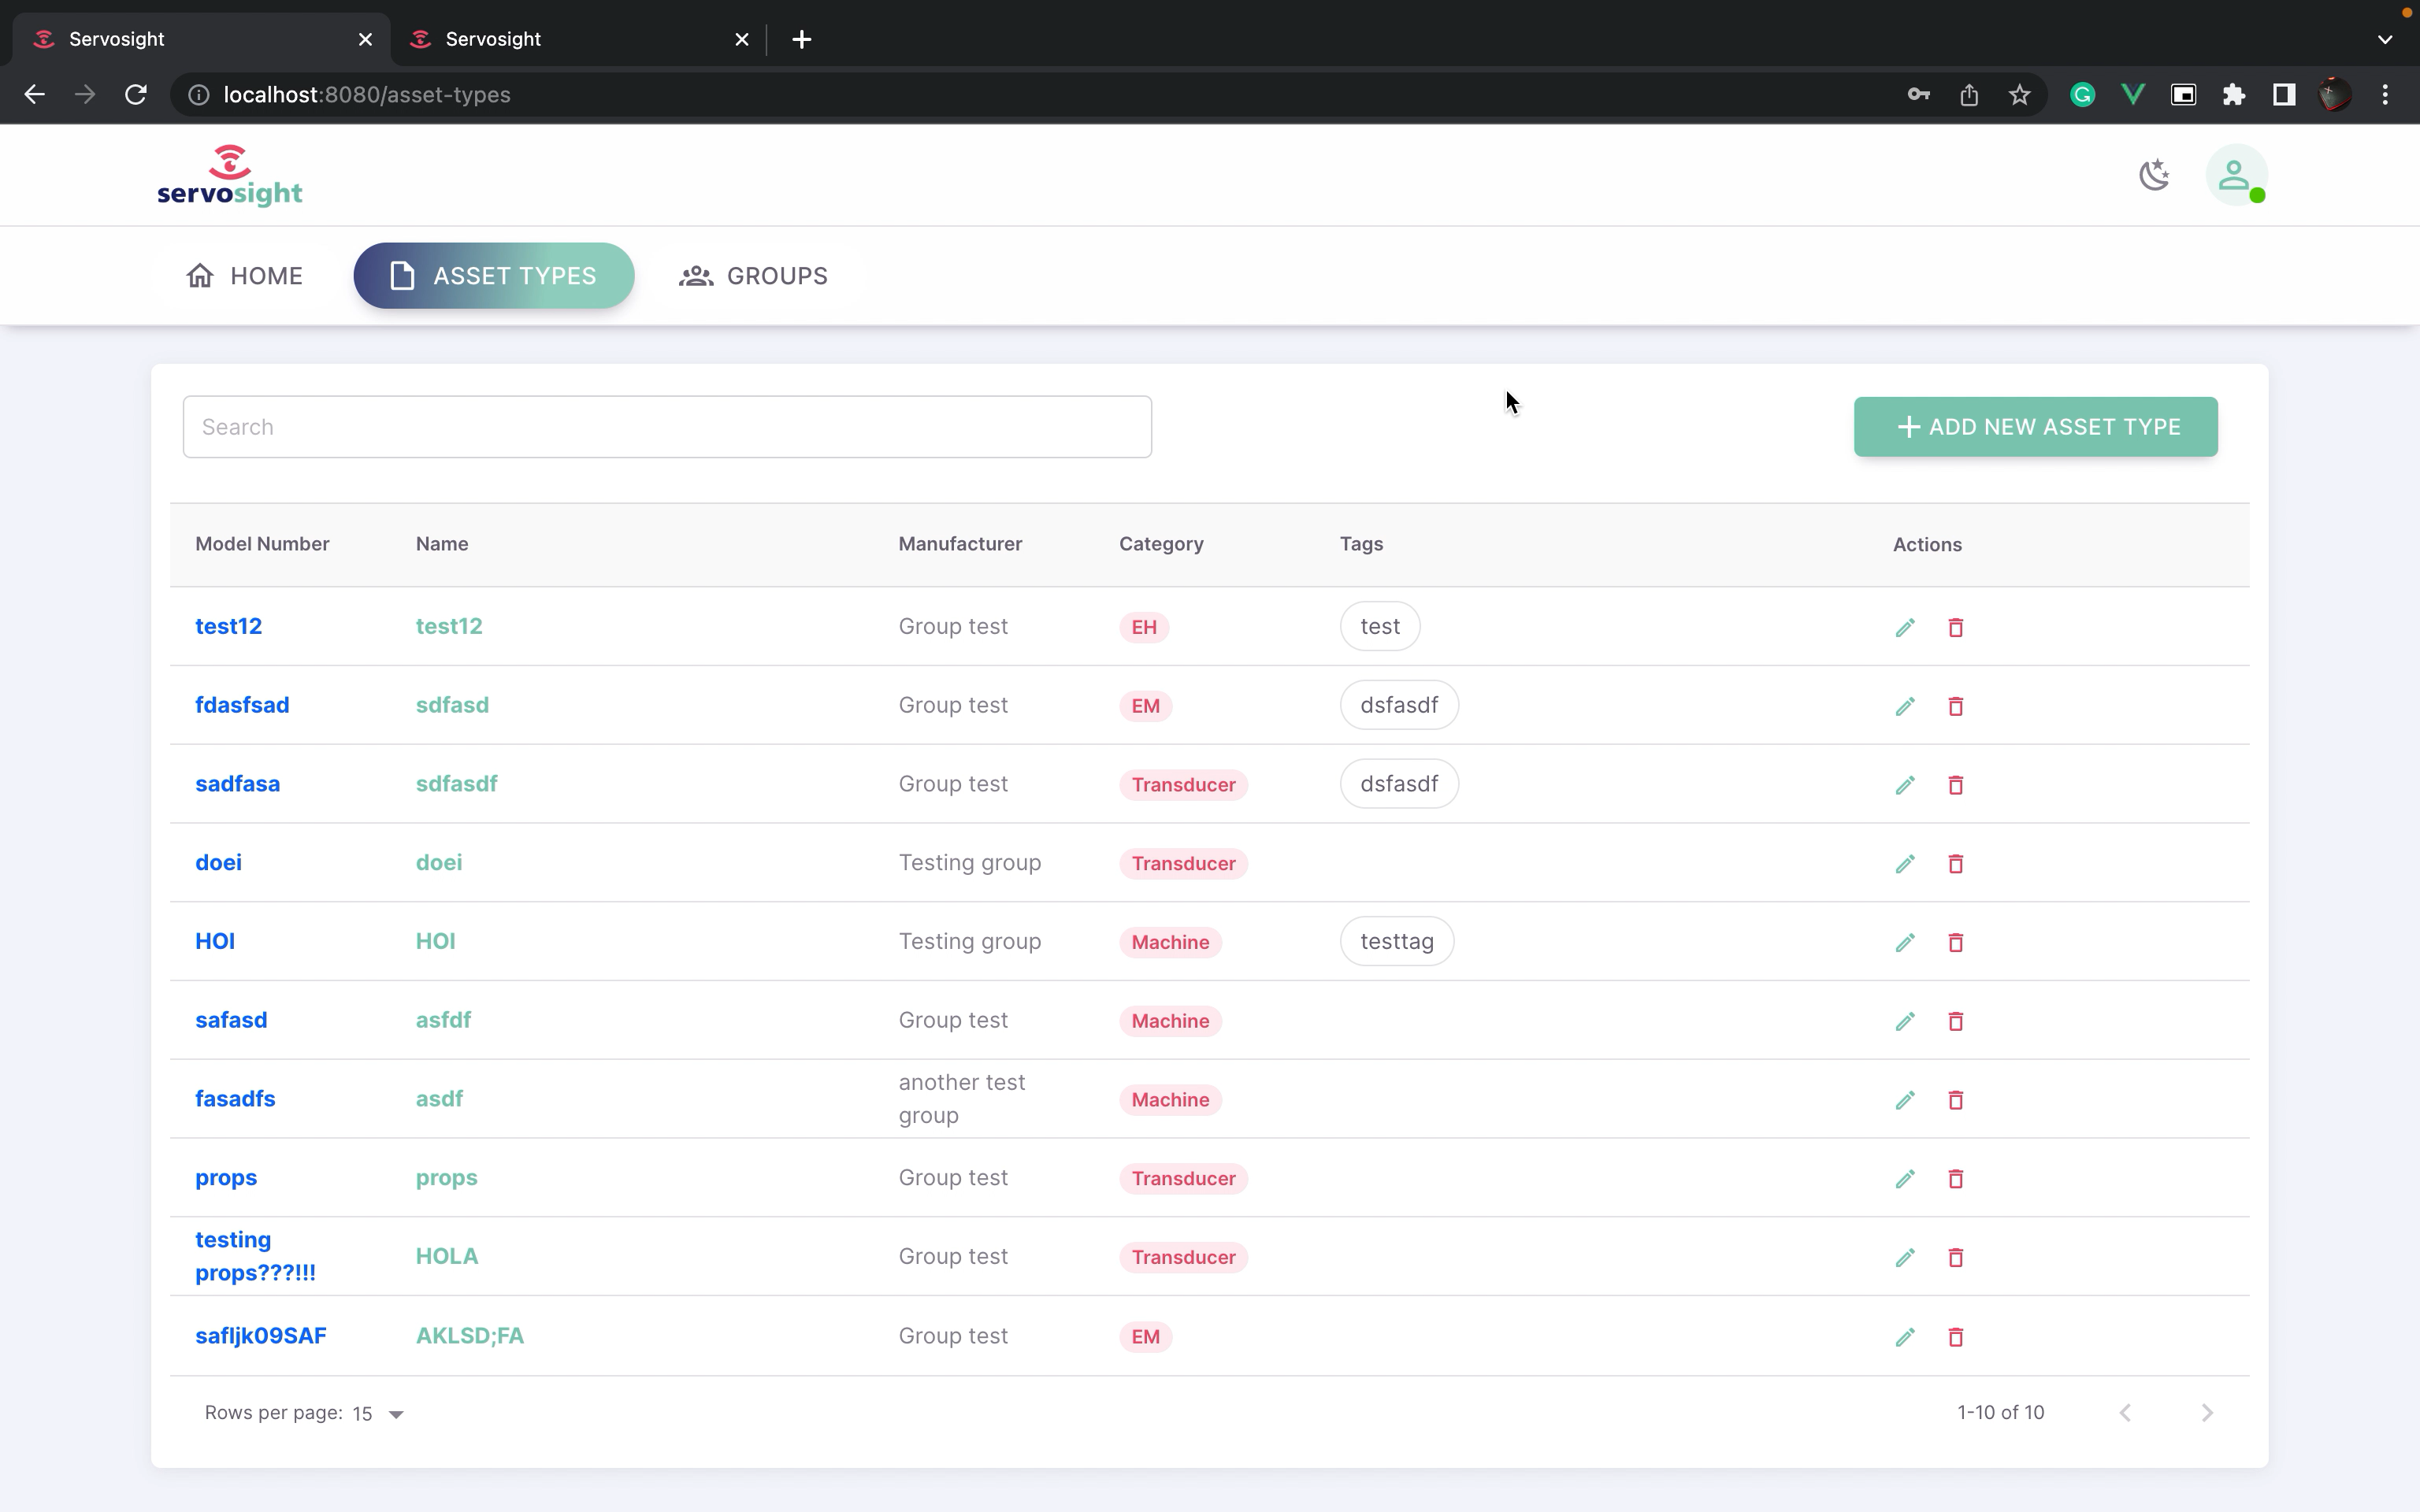 Servosight
Servosight
localhost:8080/asset-types
servosight
HOME ASSET TYPES GROUPS
Search
ADD NEW ASSET TYPE
Model Number Name Manufacturer Category Tags Actions
test12 test12 Group test EH test
fdasfsad sdfasd Group test EM dsfasdf
sadfasa sdfasdf Group test Transducer dsfasdf
doei doei Testing group Transducer
HOI HOI Testing group Machine testtag
safasd asfdf Group test Machine
fasadfs asdf another test group Machine
props props Group test Transducer
testing props???!!! HOLA Group test Transducer
safljk09SAF AKLSD;FA Group test EM
Rows per page: 15
1-10 of 10